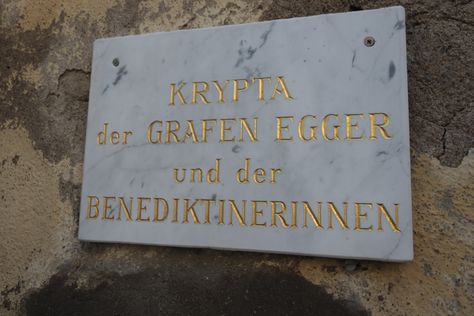 KRYPTA
der GRAFEN EGGER
und der
BENEDIKTINERINNEN